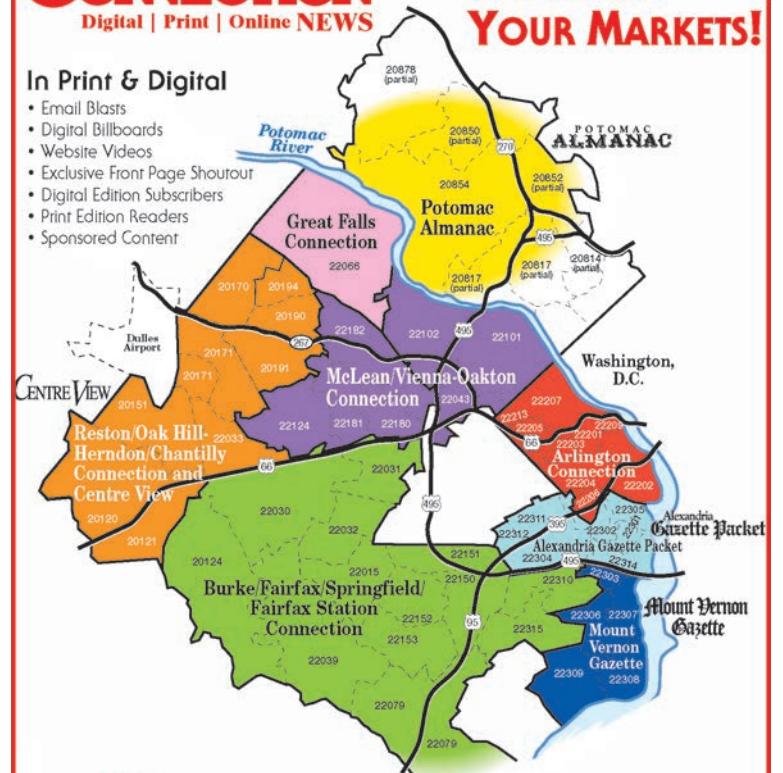 Digital | Print | Online NEWS
YOUR MARKETS!
In Print & Digital
• Email Blasts
• Digital Billboards
• Website Videos
• Exclusive Front Page Shoutout
• Digital Edition Subscribers
• Print Edition Readers
• Sponsored Content
20878
(partial)
Potomac
River
20850
(partial)
270
POTOMAC
ALMANAC
20852
(partial)
20854
Potomac
Almanac
Great Falls
Connection
22066
495
20817
(partial)
20817
(partial)
20814
(partial)
20170
20194
20190
22182
22102
495
22101
267
Dulles
Airport
20171
20171
20191
Washington,
D.C.
McLean/Vienna-Oakton
Connection
22043
CENTRE VIEW
20151
22124
22181
22180
22207
22213
22205
22209
22201
22203
66
Reston/Oak Hill-
Herndon/Chantilly
Connection and
Centre View
22033
66
22031
Arlington
Connection
22204
22206
22202
495
20120
20121
22030
22032
22311
22312
395
22305
22302
22301
Alexandria
Gazette Packet
Alexandria Gazette Packet
22304
495
22314
20124
22015
22151
22150
22310
22303
Burke/Fairfax/Springfield/
Fairfax Station
Connection
22152
22153
95
22315
22306
22307
Mount Vernon
Gazette
Mount
Vernon
Gazette
22039
22309
22308
22079
22079